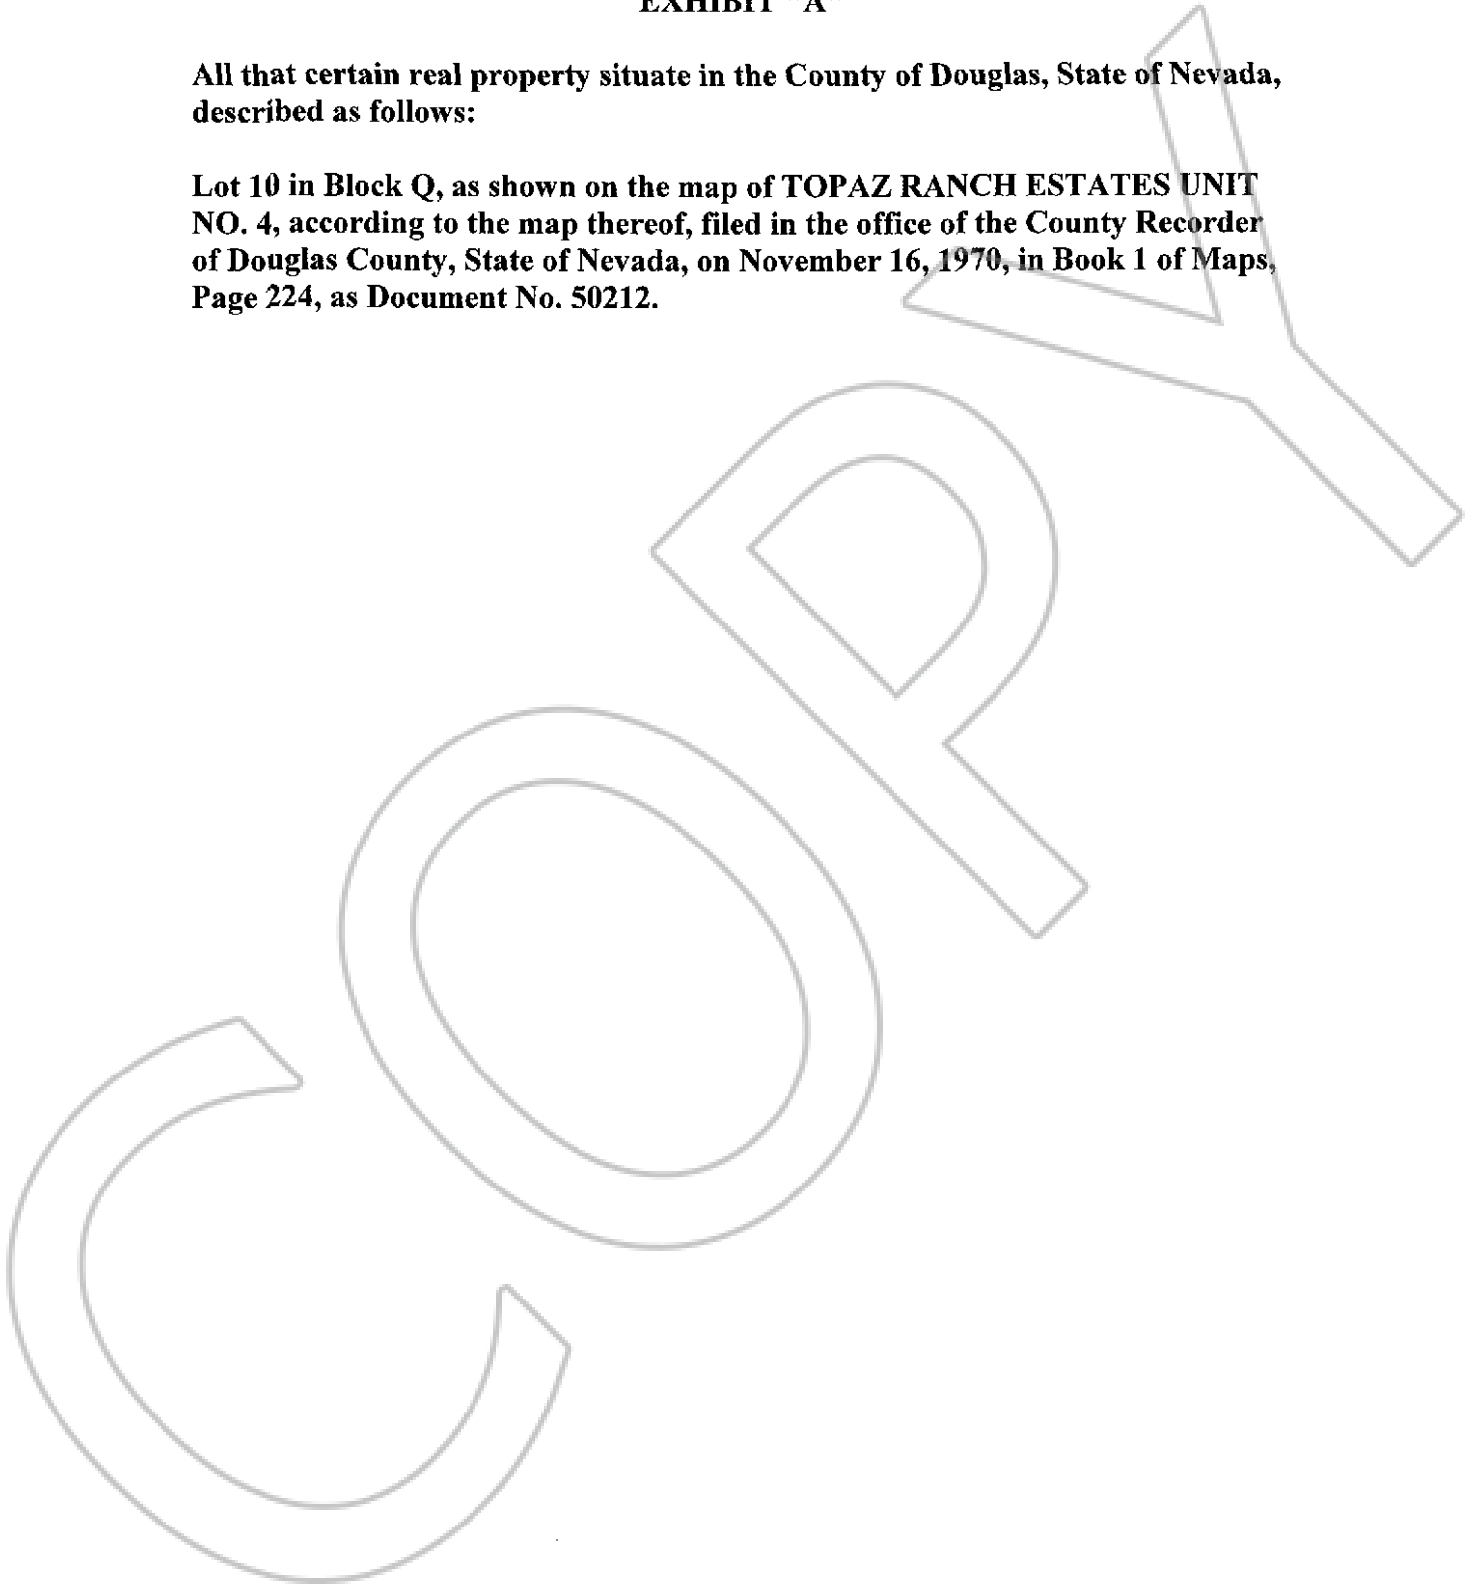 EXHIBIT "A"
All that certain real property situate in the County of Douglas, State of Nevada,
described as follows:
Lot 10 in Block Q, as shown on the map of TOPAZ RANCH ESTATES UNIT
NO. 4, according to the map thereof, filed in the office of the County Recorder
of Douglas County, State of Nevada, on November 16, 1970, in Book 1 of Maps,
Page 224, as Document No. 50212.
COPY